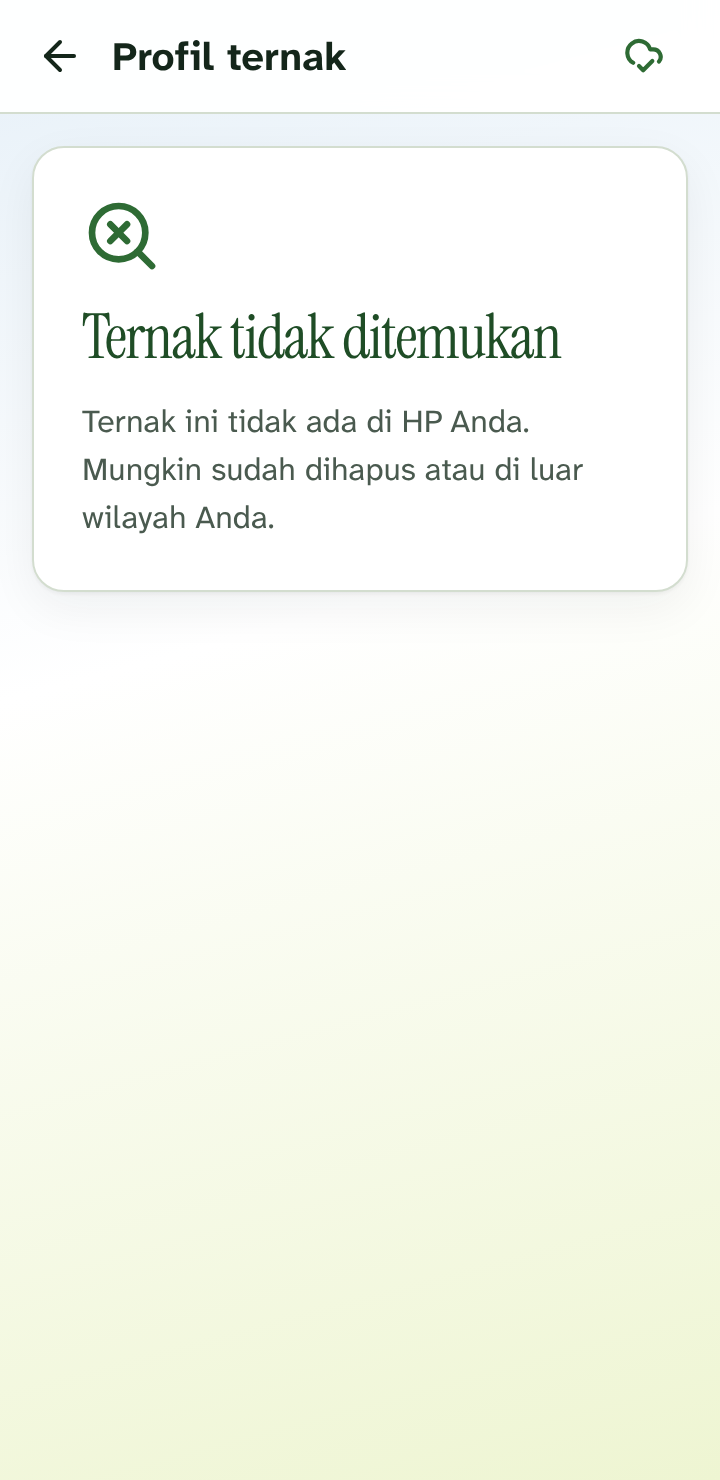 Profil ternak
Ternak tidak ditemukan
Ternak ini tidak ada di HP Anda.
Mungkin sudah dihapus atau di luar
wilayah Anda.